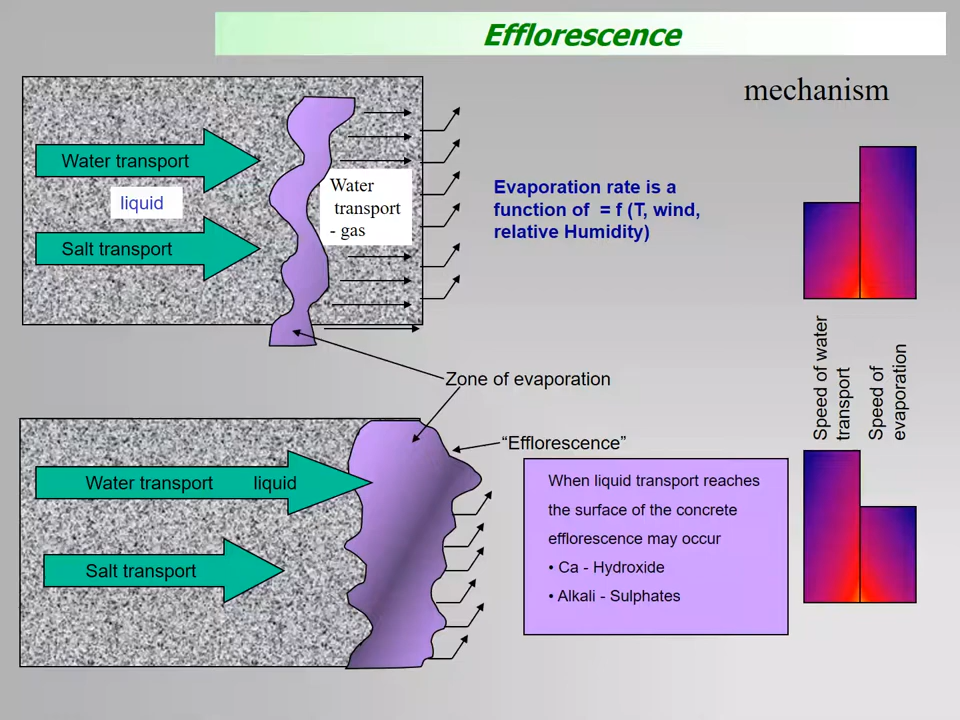 Efflorescence
mechanism
Water transport
liquid
Salt transport
Water
transport
- gas
Evaporation rate is a
function of = f (T, wind,
relative Humidity)
Speed of water
transport
Speed of
evaporation
Zone of evaporation
“Efflorescence”
Water transport liquid
Salt transport
When liquid transport reaches
the surface of the concrete
efflorescence may occur
• Ca - Hydroxide
• Alkali - Sulphates